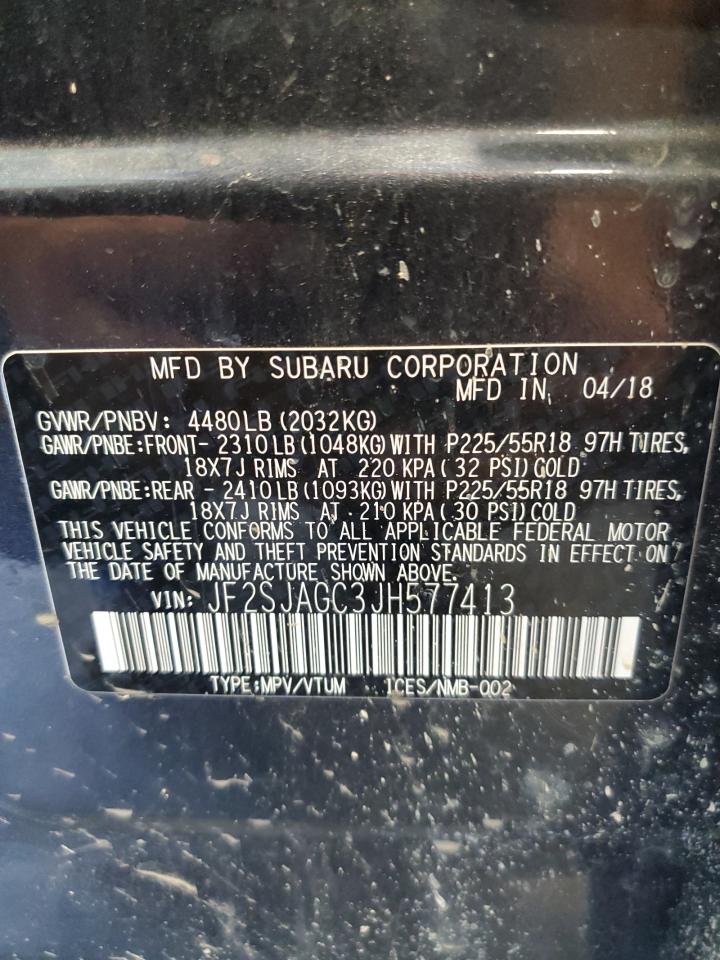 MFD BY SUBARU CORPORATION
MFD IN 04/18
GVWR/PNBV: 4480LB (2032KG)
GAWR/PNBE:FRONT- 2310LB (1048KG) WITH P225/55R18 97H TIRES,
18X7J RIMS AT 220 KPA (32 PSI) COLD
GAWR/PNBE:REAR - 2410LB (1093KG) WITH P225/55R18 97H TIRES,
18X7J RIMS AT 210 KPA (30 PSI) COLD
THIS VEHICLE CONFORMS TO ALL APPLICABLE FEDERAL MOTOR
VEHICLE SAFETY AND THEFT PREVENTION STANDARDS IN EFFECT ON
THE DATE OF MANUFACTURE SHOWN ABOVE.
VIN: JF2SJAGC3JH577413
TYPE:MPV/VTUM ICES/NMB-002